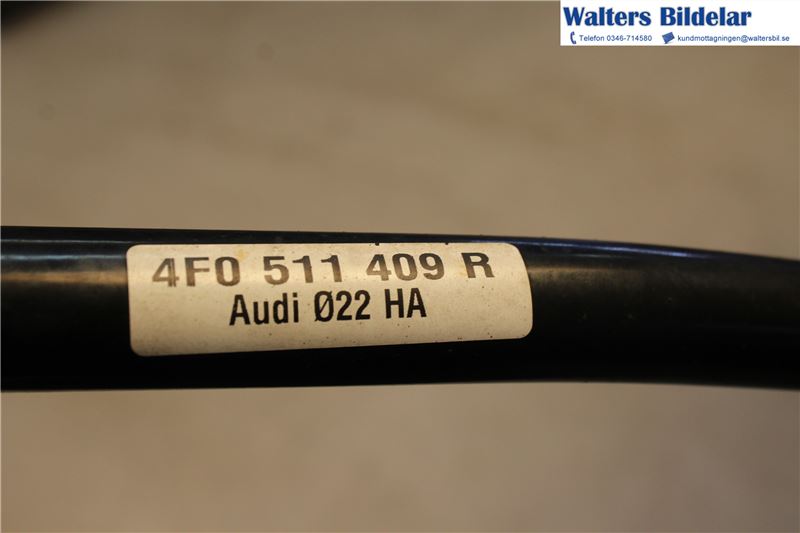 Walters Bildelar
Telefon 0346-714580 kundmottagningen@waltersbil.se
4F0 511 409 R
Audi Ø22 HA